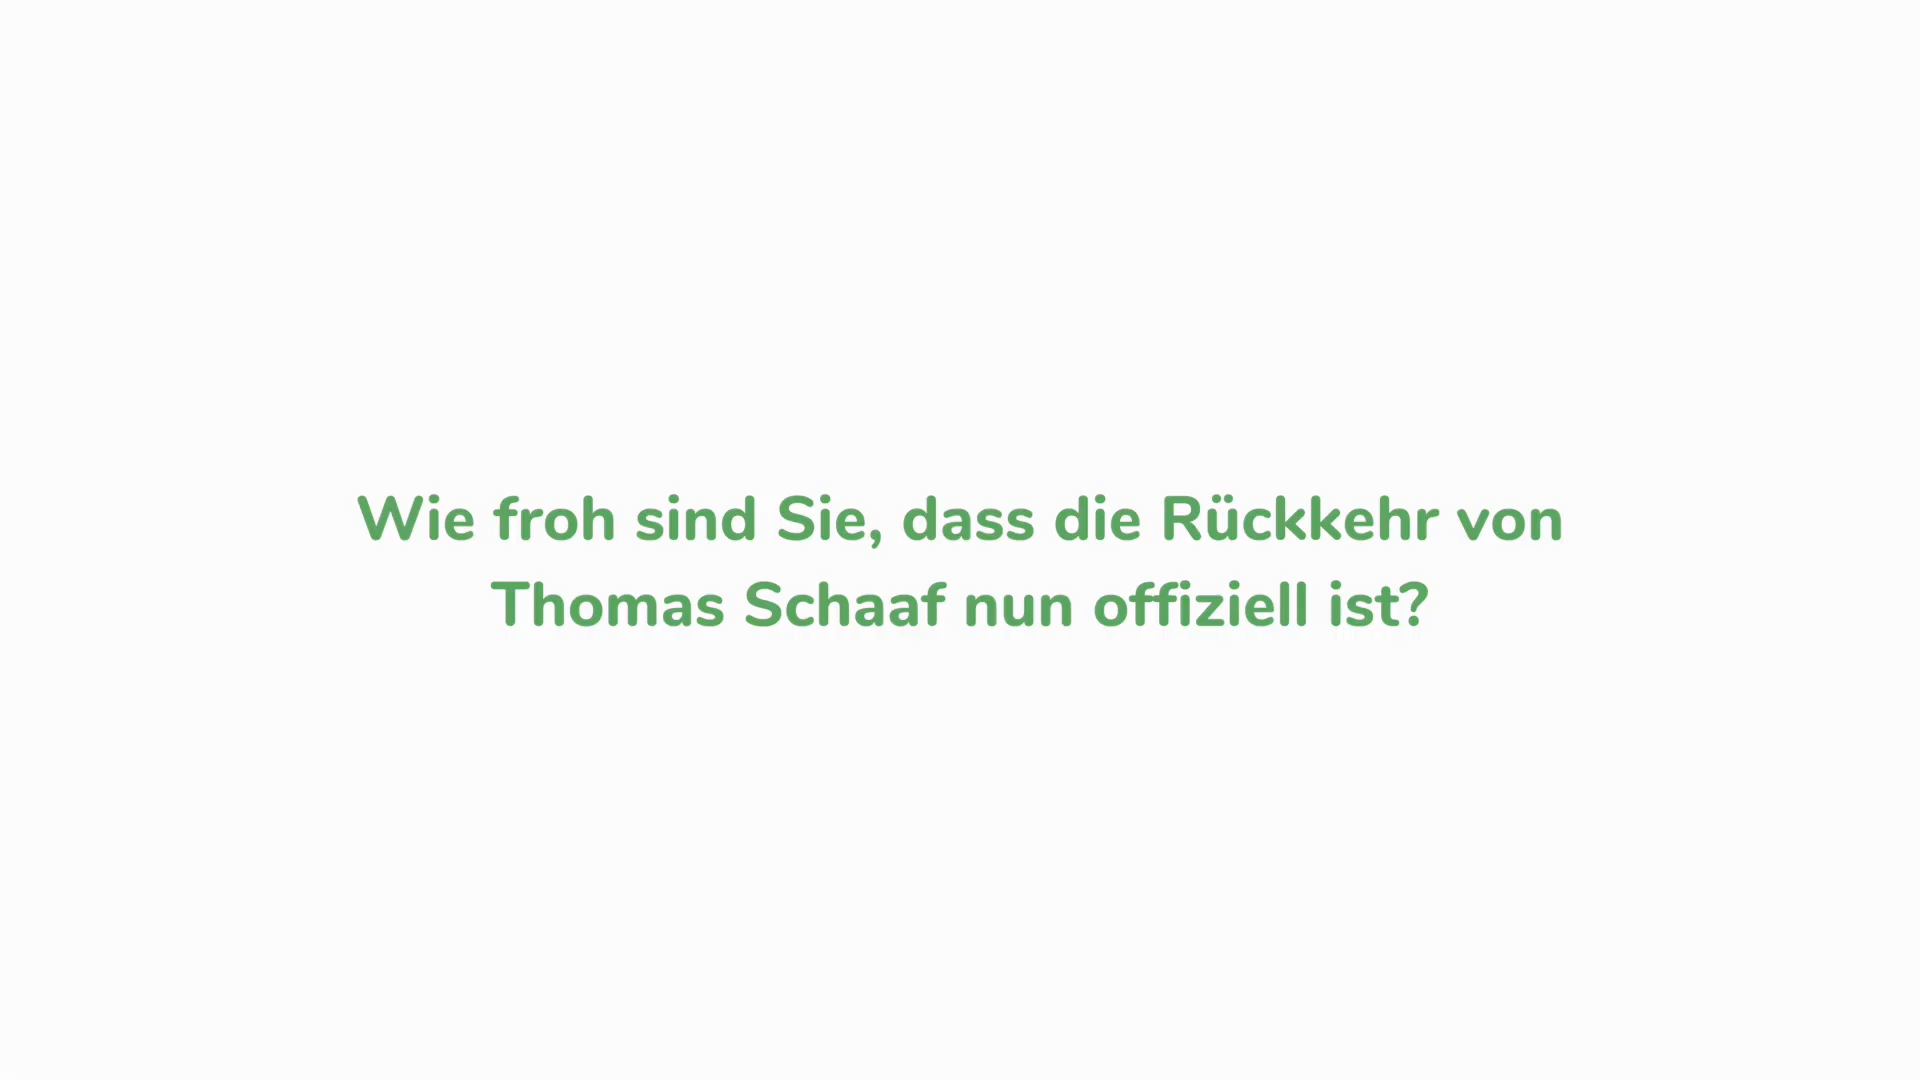 Wie froh sind Sie, dass die Rückkehr von
Thomas Schaaf nun offiziell ist?